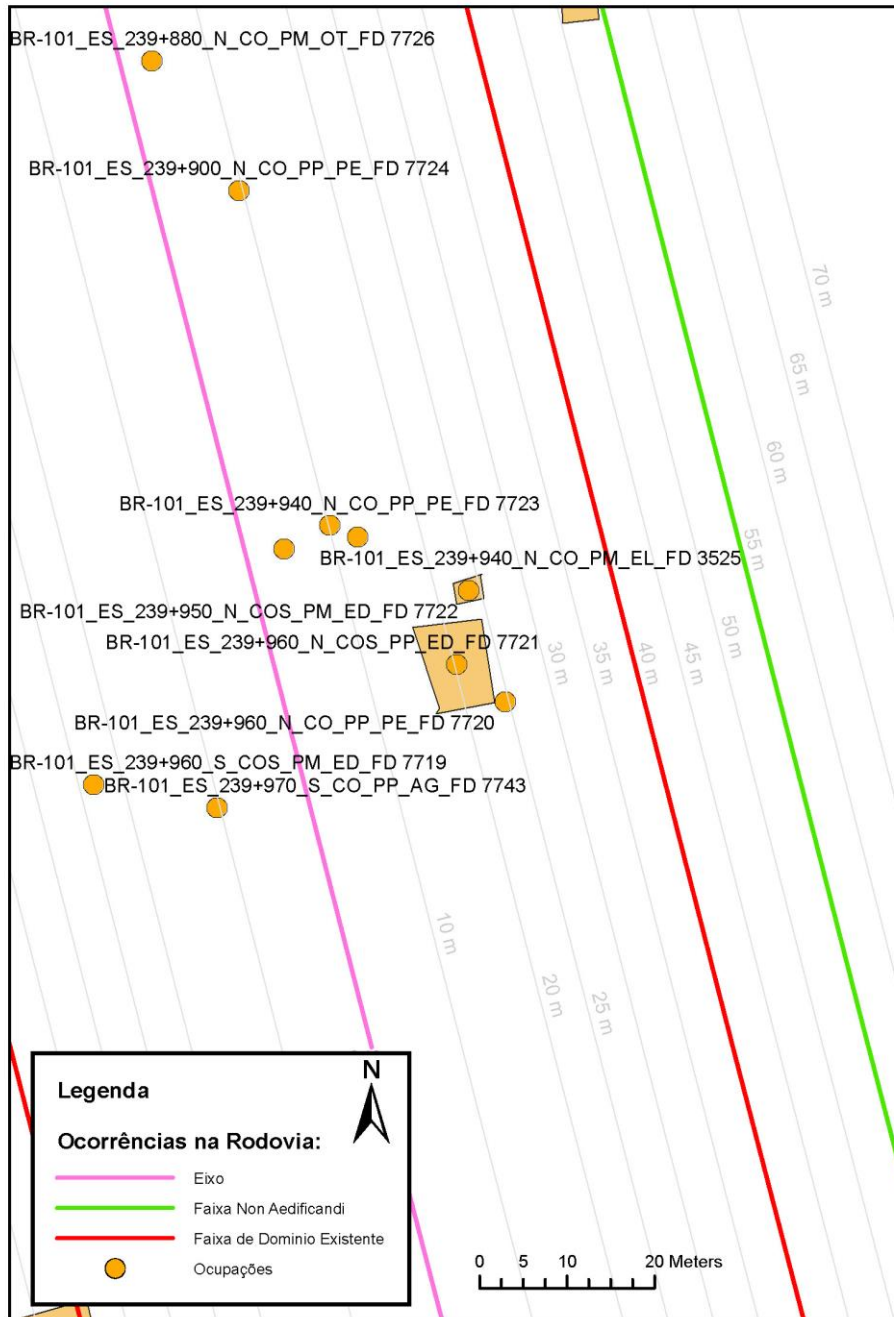 BR-101_ES_239+880_N_CO_PM_OT_FD 7726
BR-101_ES_239+900_N_CO_PP_PE_FD 7724
70 m
65 m
60 m
55 m
BR-101_ES_239+940_N_CO_PP_PE_FD 7723
BR-101_ES_239+940_N_CO_PM_EL_FD 3525
BR-101_ES_239+950_N_COS_PM_ED_FD 7722
BR-101_ES_239+960_N_COS_PP_ED_FD 7721
30 m
35 m
40 m
45 m
50 m
BR-101_ES_239+960_N_CO_PP_PE_FD 7720
BR-101_ES_239+960_S_COS_PM_ED_FD 7719
BR-101_ES_239+970_S_CO_PP_AG_FD 7743
10 m
20 m
25 m
N
Legenda
Ocorrências na Rodovia:
Eixo
Faixa Non Aedificandi
Faixa de Dominio Existente
Ocupações
0 5 10 20 Meters